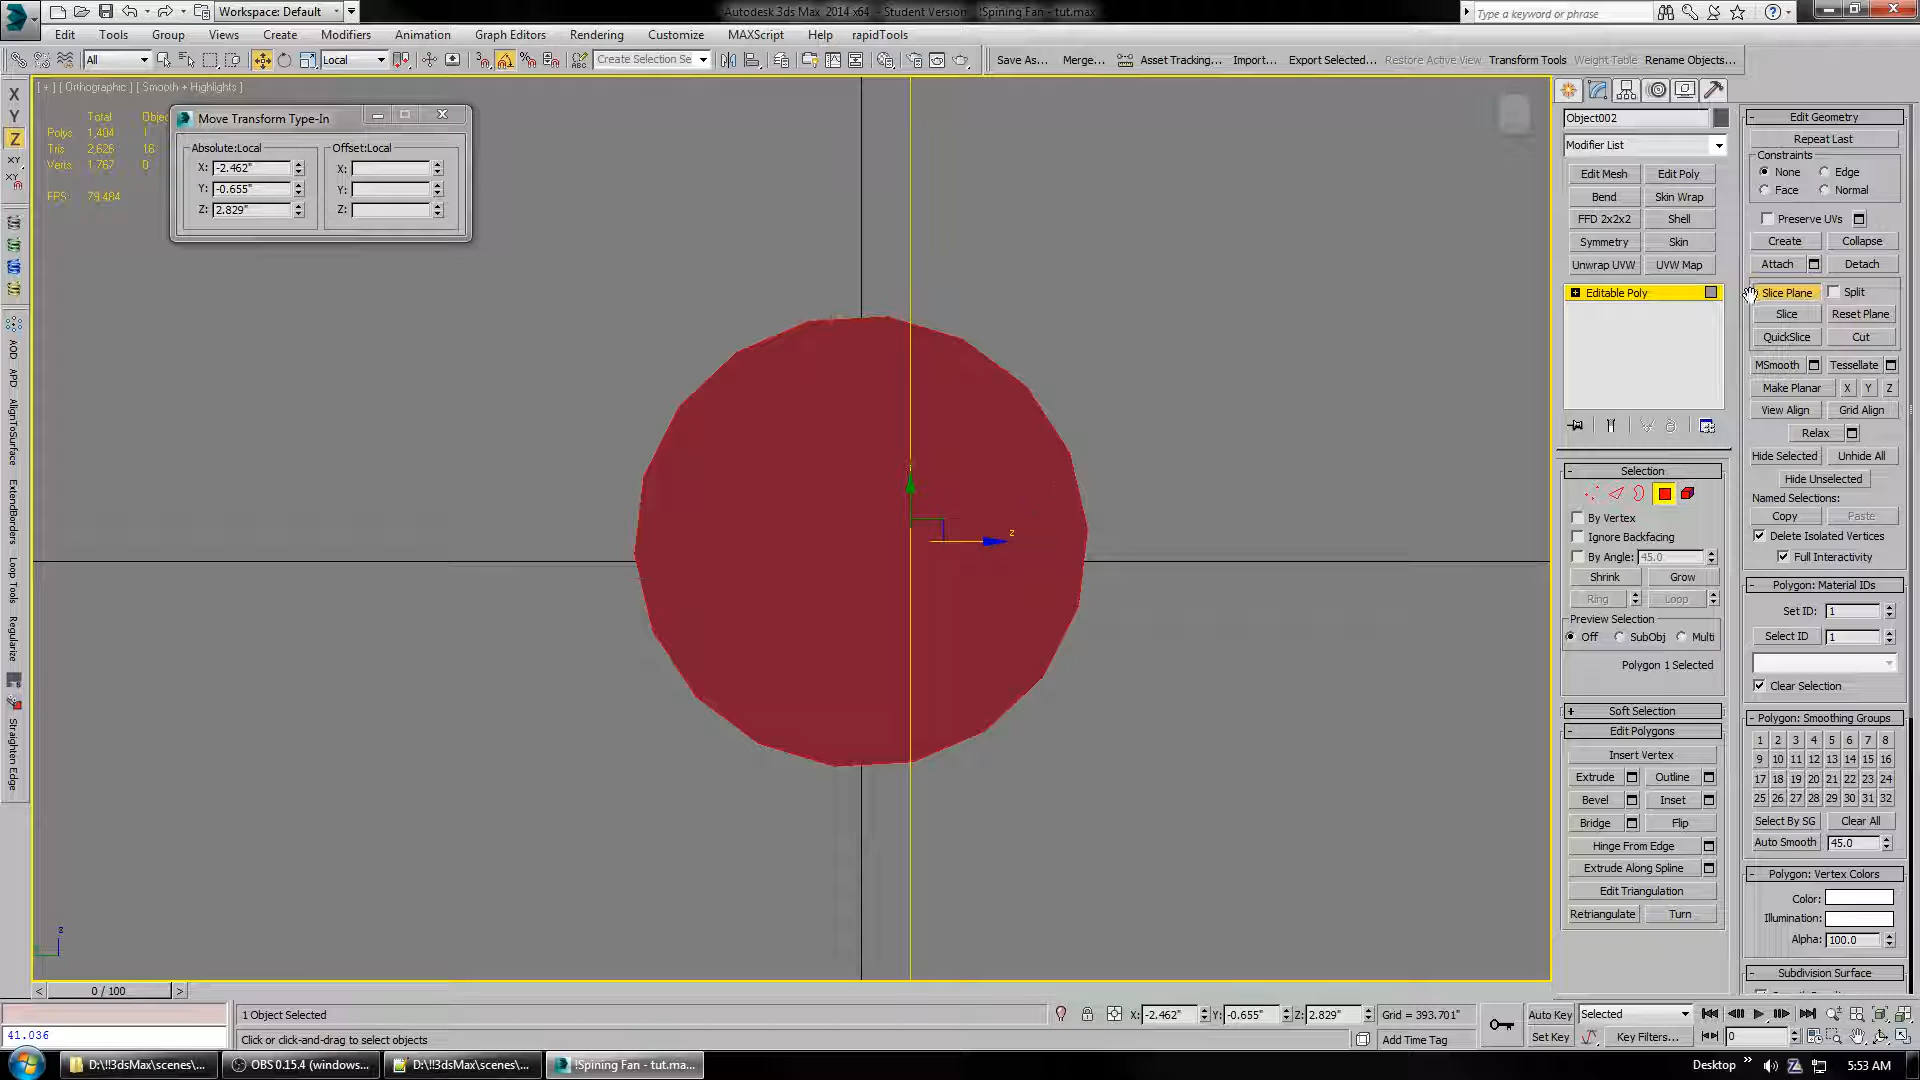 Workspace: Default
Autodesk 3ds Max 2014 x64 - Student Version !Spining Fan - tut.max
Type a keyword or phrase
Edit Tools Group Views Create Modifiers Animation Graph Editors Rendering Customize MAXScript Help rapidTools
All Local Create Selection Se Save As... Merge... Asset Tracking... Import... Export Selected... Restore Active View Transform Tools Weight Table Rename Objects...
[ + ] [ Orthographic ] [ Smooth + Highlights ]
Total Objec
Polys 1,404 1
Tris 2,626 16
Verts 1,767 0
FPS: 79.484
Move Transform Type-In
Absolute:Local Offset:Local
X: -2.462" X:
Y: -0.655" Y:
Z: 2.829" Z:
X
Y
Z
XY
XY
AOD
APD
AlignToSurface
ExtendBorders
Loop Tools
Regularize
Straighten Edge
z
z
Object002
Modifier List
Edit Mesh Edit Poly
Bend Skin Wrap
FFD 2x2x2 Shell
Symmetry Skin
Unwrap UVW UVW Map
Editable Poly
Selection
By Vertex
Ignore Backfacing
By Angle: 45.0
Shrink Grow
Ring Loop
Preview Selection
Off SubObj Multi
Polygon 1 Selected
Soft Selection
Edit Polygons
Insert Vertex
Extrude Outline
Bevel Inset
Bridge Flip
Hinge From Edge
Extrude Along Spline
Edit Triangulation
Retriangulate Turn
Edit Geometry
Repeat Last
Constraints
None Edge
Face Normal
Preserve UVs
Create Collapse
Attach Detach
Slice Plane Split
Slice Reset Plane
QuickSlice Cut
MSmooth Tessellate
Make Planar X Y Z
View Align Grid Align
Relax
Hide Selected Unhide All
Hide Unselected
Named Selections:
Copy Paste
Delete Isolated Vertices
Full Interactivity
Polygon: Material IDs
Set ID: 1
Select ID 1
Clear Selection
Polygon: Smoothing Groups
1 2 3 4 5 6 7 8
9 10 11 12 13 14 15 16
17 18 19 20 21 22 23 24
25 26 27 28 29 30 31 32
Select By SG Clear All
Auto Smooth 45.0
Polygon: Vertex Colors
Color:
Illumination:
Alpha: 100.0
Subdivision Surface
< 0 / 100 >
41.036
1 Object Selected
Click or click-and-drag to select objects
X: -2.462" Y: -0.655" Z: 2.829" Grid = 393.701"
Add Time Tag
Auto Key Selected
Set Key Key Filters... 0
D:\!!3dsMax\scenes\... OBS 0.15.4 (windows... D:\!!3dsMax\scenes\... !Spining Fan - tut.ma...
Desktop » 5:53 AM